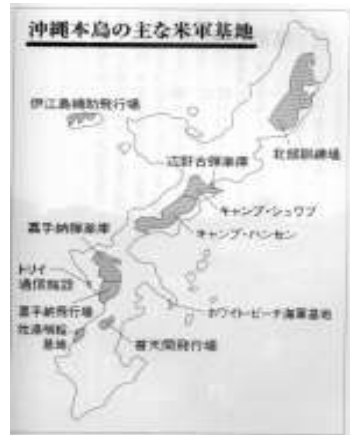 沖縄本島の主な米軍基地
伊江島補助飛行場
北部訓練場
辺野古弾薬庫
キャンプ・シュワブ
キャンプ・ハンセン
嘉手納弾薬庫
トリイ
通信施設
嘉手納飛行場
ホワイト・ビーチ海軍基地
牧港補給
基地
普天間飛行場